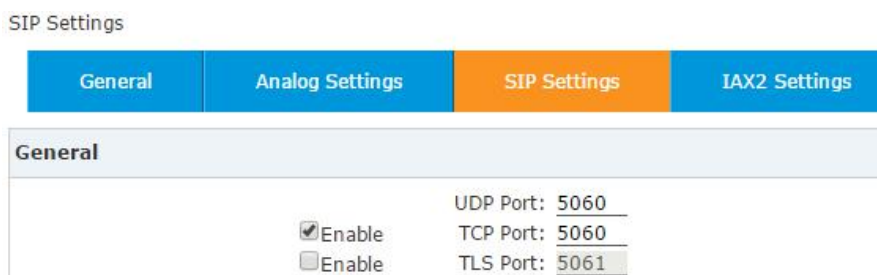 SIP Settings
General Analog Settings SIP Settings IAX2 Settings
General
UDP Port: 5060
Enable TCP Port: 5060
Enable TLS Port: 5061